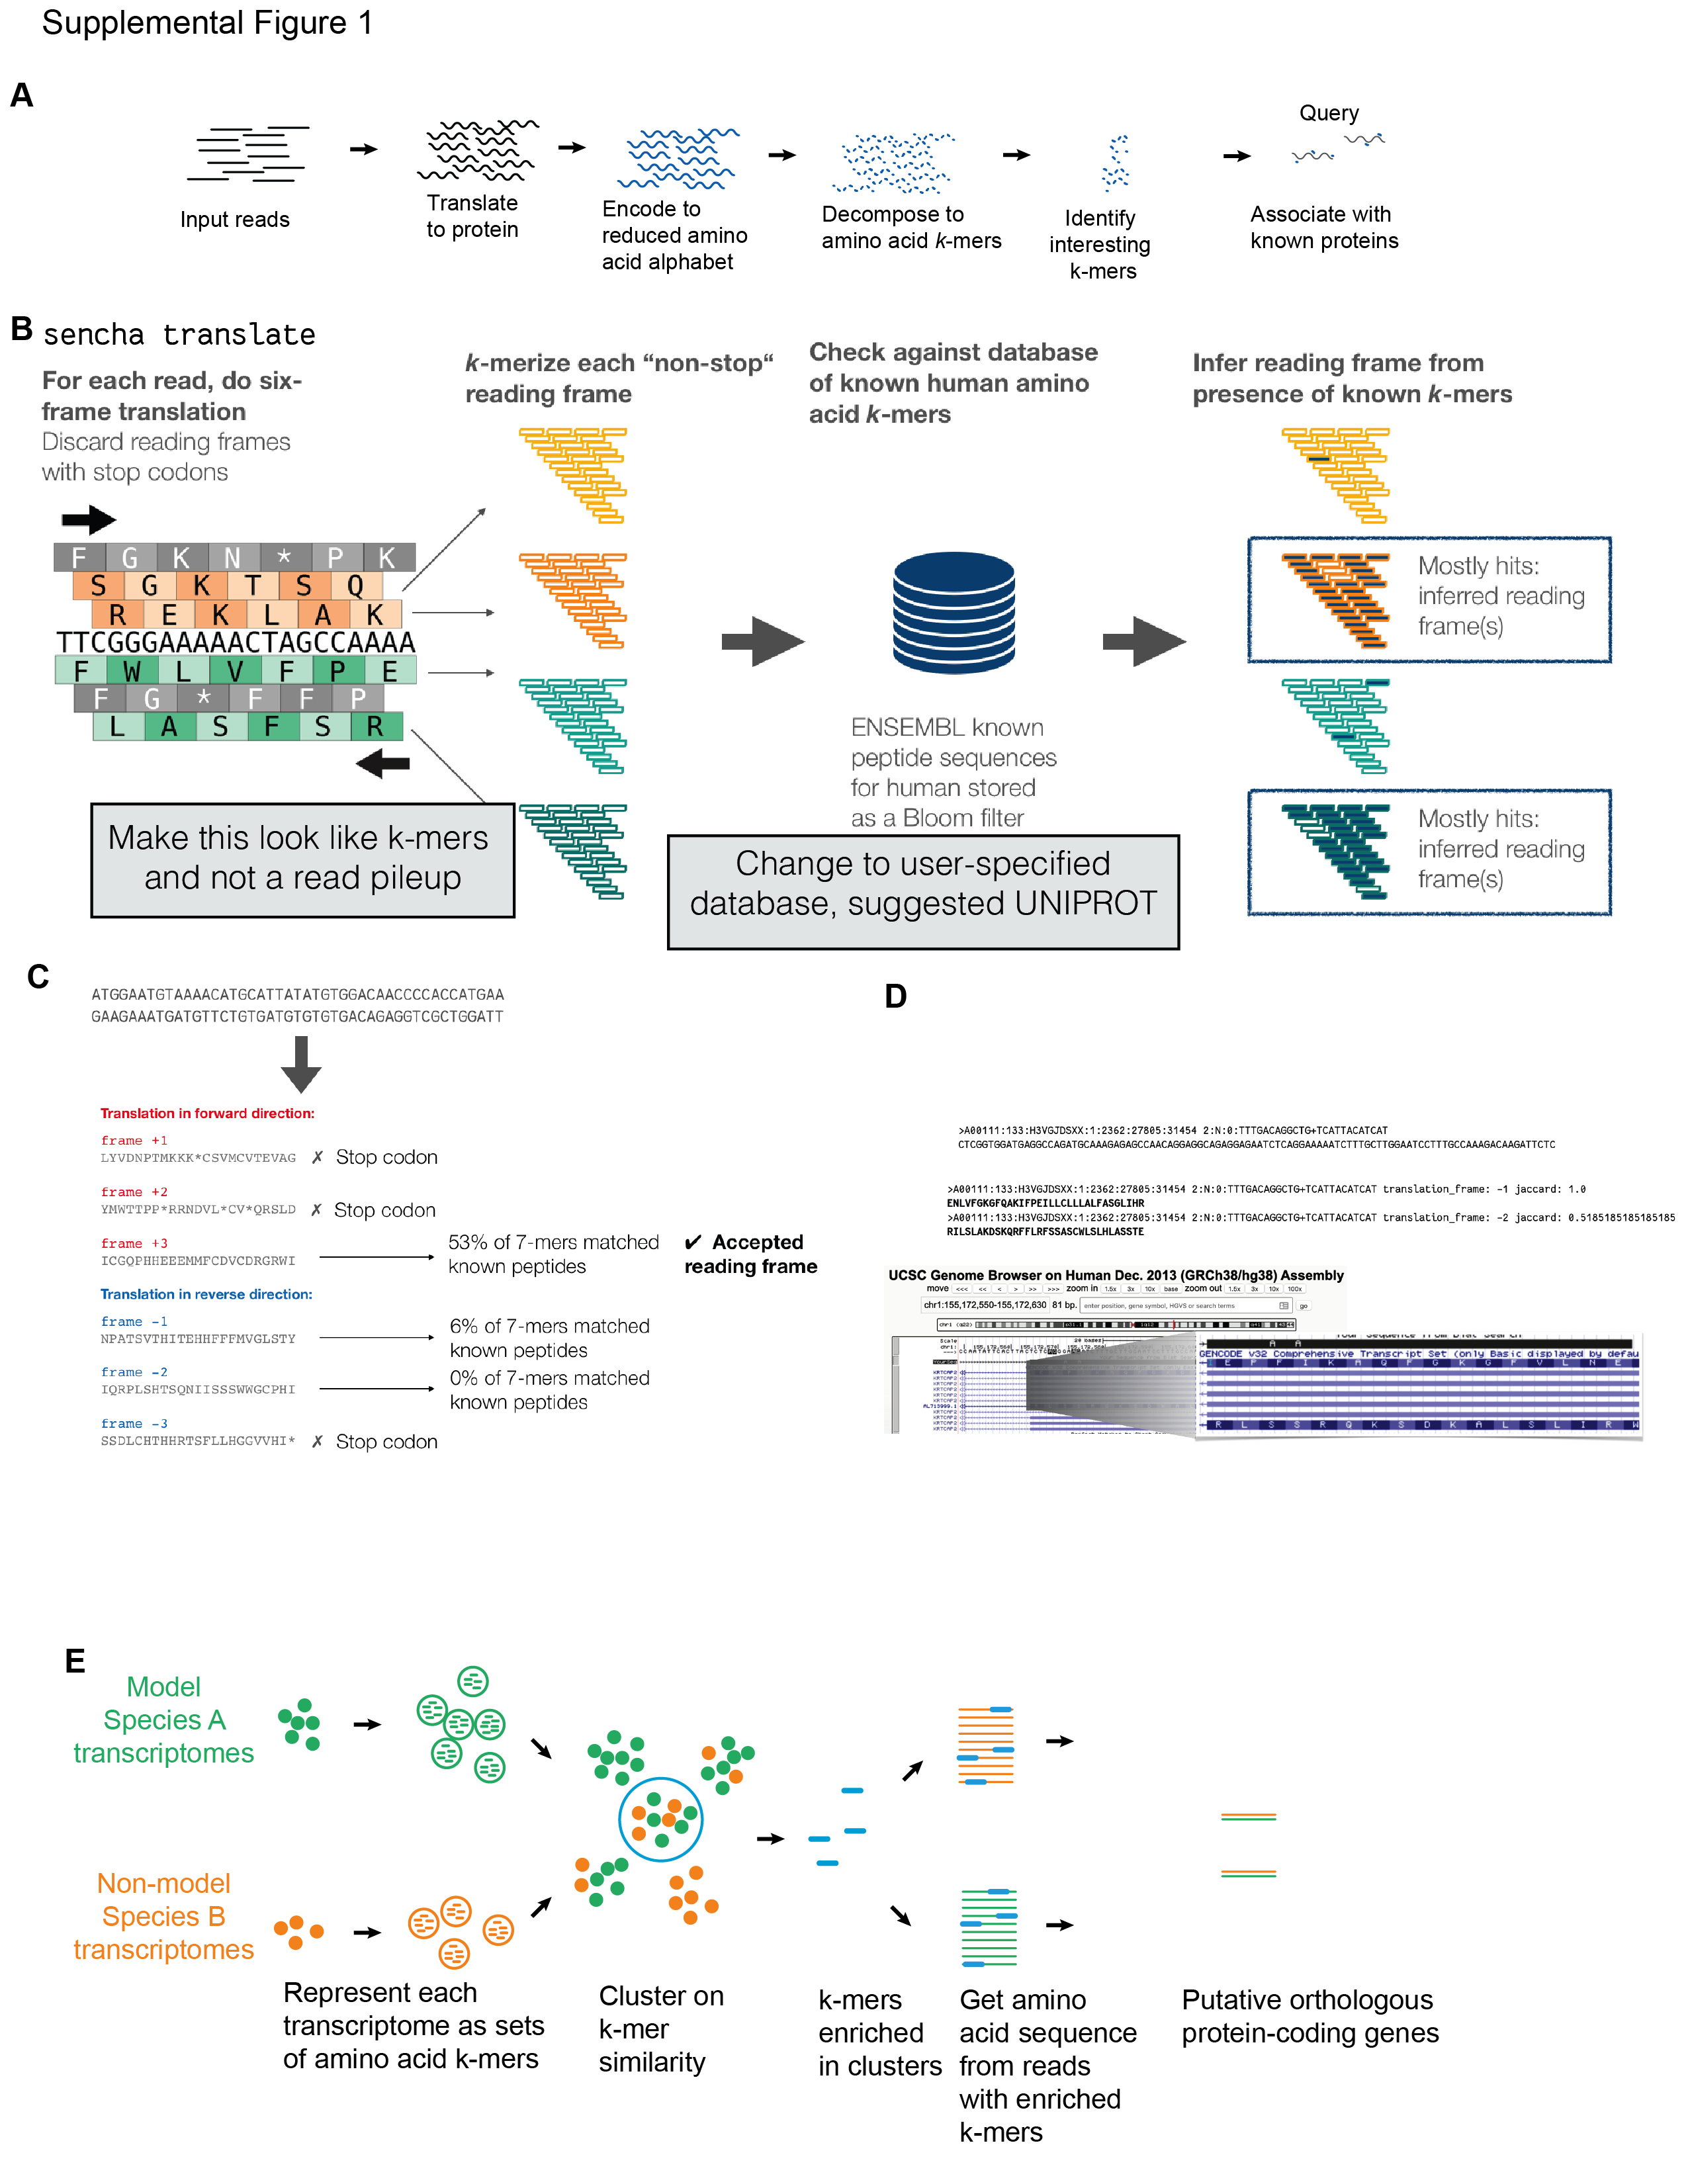 Supplemental Figure 1
A
Input reads
Translate
to protein
Encode to
reduced amino
acid alphabet
Decompose to
amino acid k-mers
Identify
interesting
k-mers
Query
Associate with
known proteins
B
sencha translate
For each read, do six-
frame translation
Discard reading frames
with stop codons
k-merize each “non-stop“
reading frame
Check against database
of known human amino
acid k-mers
Infer reading frame from
presence of known k-mers
F G K N * P K
S G K T S Q
R E K L A K
TTCGGGAAAAACTAGCCAAAA
F W L V F P E
F G * F F P
L A S F S R
Make this look like k-mers
and not a read pileup
ENSEMBL known
peptide sequences
for human stored
as a Bloom filter
Change to user-specified
database, suggested UNIPROT
Mostly hits:
inferred reading
frame(s)
Mostly hits:
inferred reading
frame(s)
C
ATGGAATGTAAAACATGCATTATATGTGGACAACCCCACCATGAA
GAAGAAATGATGTTCTGTGATGTGTGTGACAGAGGTCGCTGGATT
Translation in forward direction:
frame +1
LYVDNPTMKKK*CSVMCVTEVAG ✗ Stop codon
frame +2
YMWTTPP*RRNDVL*CV*QRSLD ✗ Stop codon
frame +3
ICGQPHHEEEMMFCDVCDRGRWI
53% of 7-mers matched
known peptides
✔ Accepted
reading frame
Translation in reverse direction:
frame -1
NPATSVTHITEHHFFFMVGLSTY
6% of 7-mers matched
known peptides
frame -2
IQRPLSHTSQNIISSSWWGCPHI
0% of 7-mers matched
known peptides
frame -3
SSDLCHTHHRTSFLLHGGVVHI* ✗ Stop codon
D
>A00111:133:H3VGJDSXX:1:2362:27805:31454 2:N:0:TTTGACAGGCTG+TCATTACATCAT
CTCGGTGGATGAGGCCAGATGCAAAGAGAGCCAACAGGAGGCAGAGGAGAATCTCAGGAAAAATCTTTGCTTGGAATCCTTTGCCAAAGACAAGATTCTC
>A00111:133:H3VGJDSXX:1:2362:27805:31454 2:N:0:TTTGACAGGCTG+TCATTACATCAT translation_frame: -1 jaccard: 1.0
ENLVFGKGFQAKIFPEILLCLLLALFASGLIHR
>A00111:133:H3VGJDSXX:1:2362:27805:31454 2:N:0:TTTGACAGGCTG+TCATTACATCAT translation_frame: -2 jaccard: 0.5185185185185185
RILSLAKDSKQRFFLRFSSASCWLSLHLASSTE
UCSC Genome Browser on Human Dec. 2013 (GRCh38/hg38) Assembly
move <<< << < > >> >>> zoom in 1.5x 3x 10x base zoom out 1.5x 3x 10x 100x
chr1:155,172,550-155,172,630 81 bp. enter position, gene symbol, HGVS or search terms go
Scale
20 bases
A A
GENCODE v32 Comprehensive Transcript Set (only Basic displayed by defau
E P F I K A Q F G K G F V L N E
KRTCAP2
KRTCAP2
KRTCAP2
KRTCAP2
KRTCAP2
KRTCAP2
KRTCAP2
KRTCAP2
R L S S R Q K S D K A L S L I R W
E
Model
Species A
transcriptomes
Non-model
Species B
transcriptomes
Represent each
transcriptome as sets
of amino acid k-mers
Cluster on
k-mer
similarity
k-mers
enriched
in clusters
Get amino
acid sequence
from reads
with enriched
k-mers
Putative orthologous
protein-coding genes